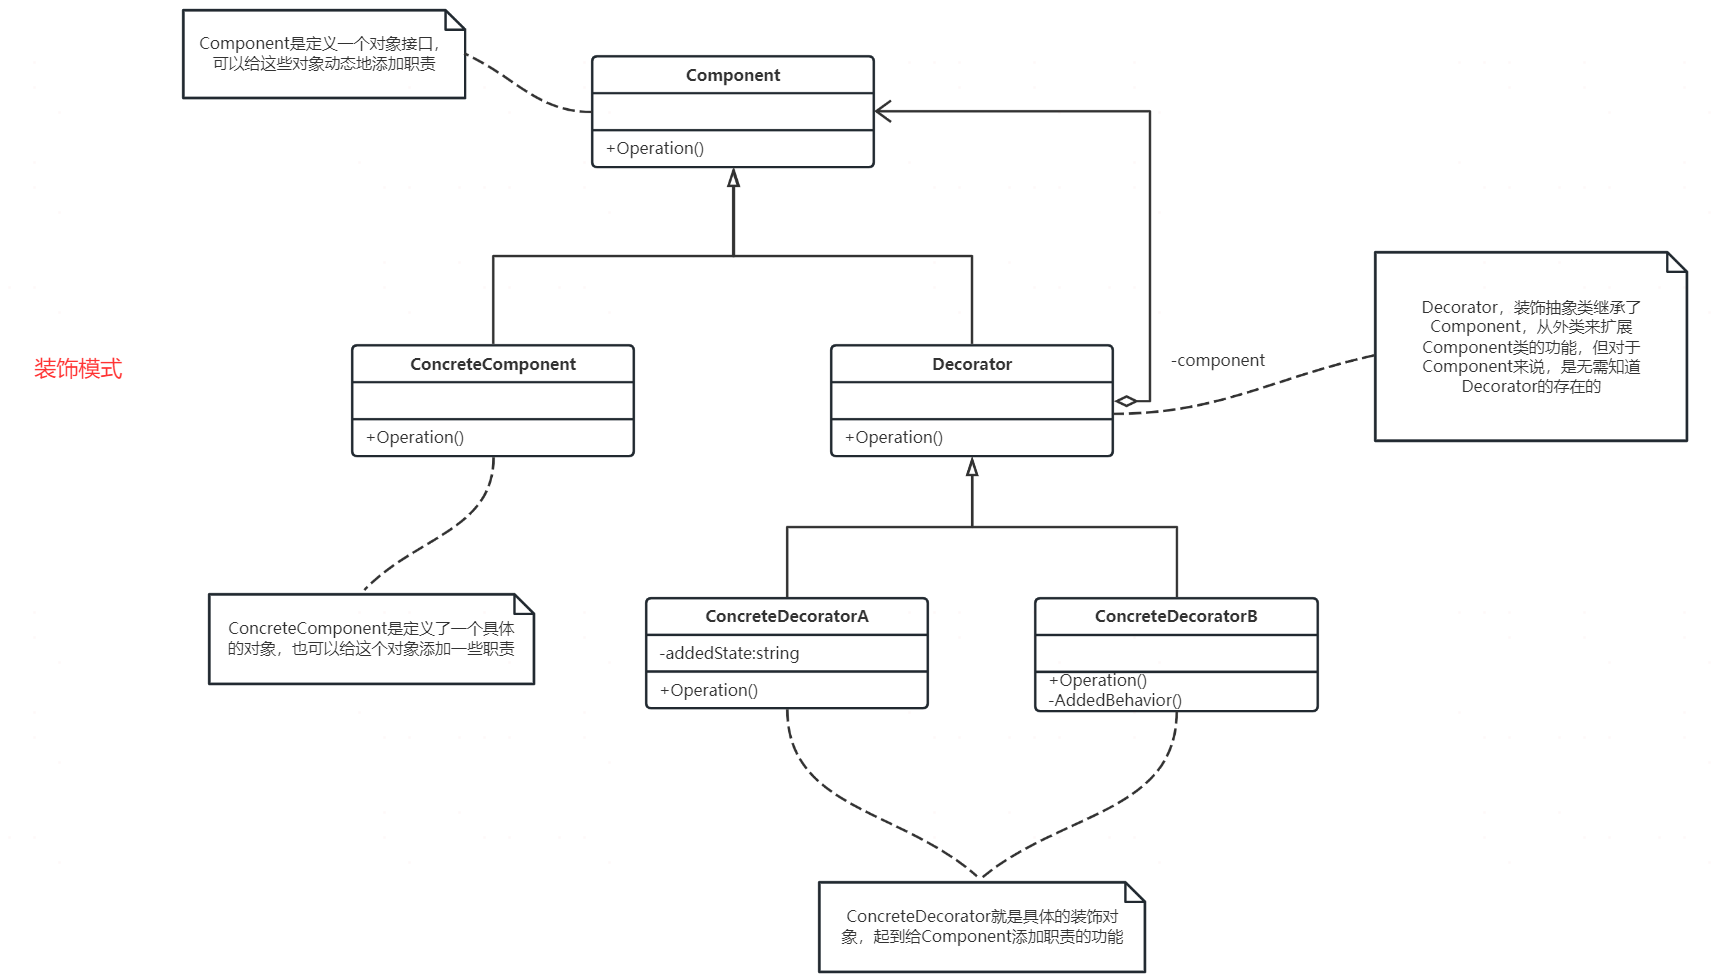 Component是定义一个对象接口，
可以给这些对象动态地添加职责
Component
+Operation()
装饰模式
ConcreteComponent
+Operation()
Decorator
+Operation()
-component
Decorator，装饰抽象类继承了
Component，从外类来扩展
Component类的功能，但对于
Component来说，是无需知道
Decorator的存在的
ConcreteComponent是定义了一个具体
的对象，也可以给这个对象添加一些职责
ConcreteDecoratorA
-addedState:string
+Operation()
ConcreteDecoratorB
+Operation()
-AddedBehavior()
ConcreteDecorator就是具体的装饰对
象，起到给Component添加职责的功能